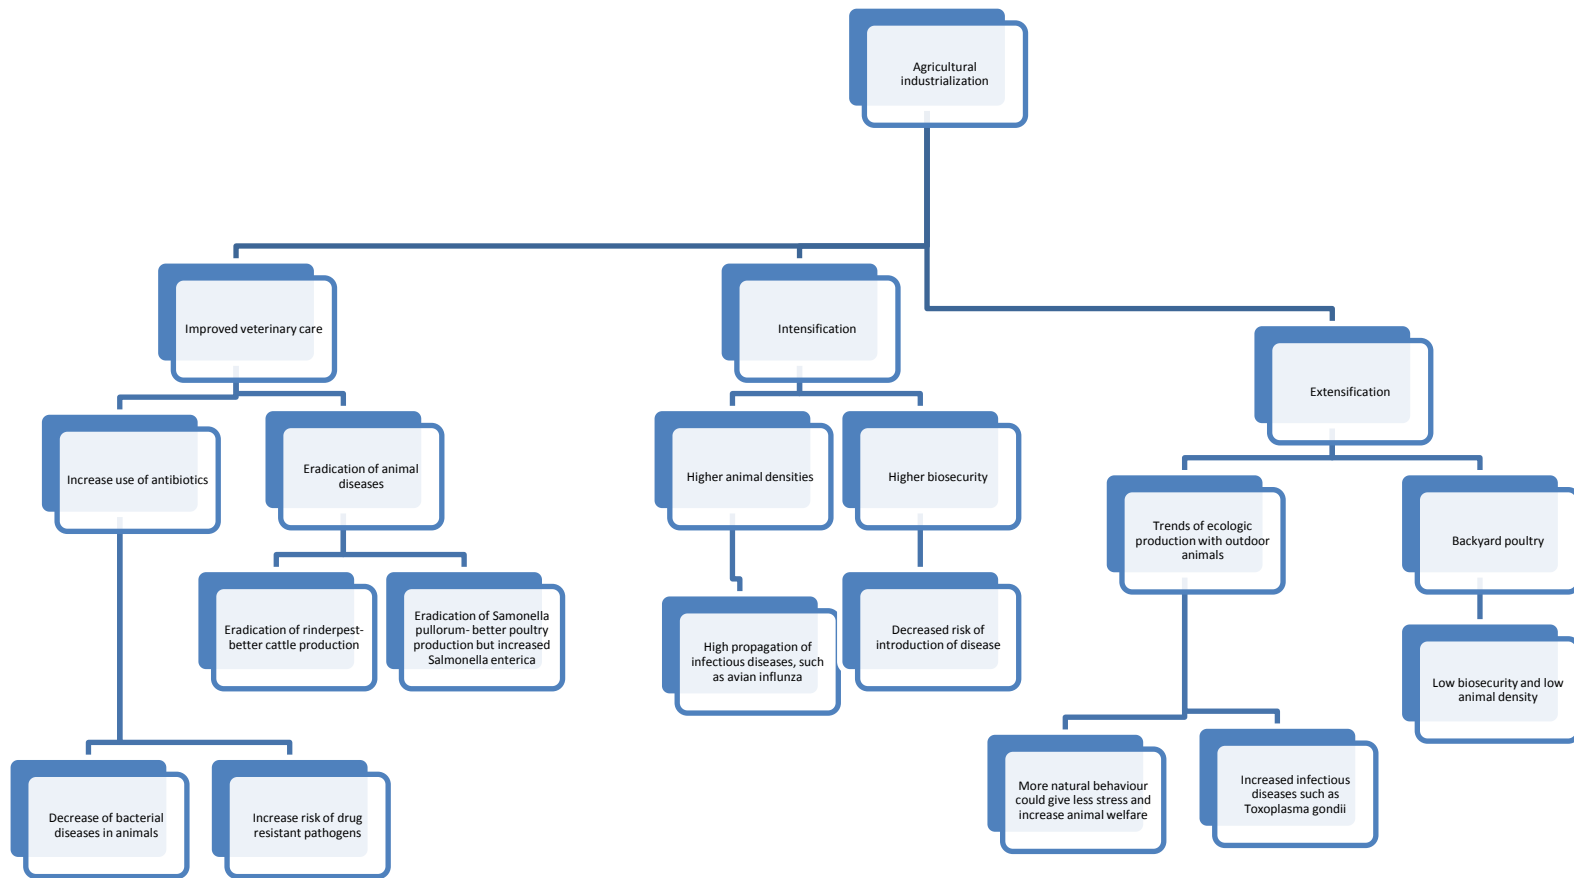 Agricultural
industrialization
Improved veterinary care
Intensification
Extensification
Increase use of antibiotics
Eradication of animal
diseases
Higher animal densities
Higher biosecurity
Trends of ecologic
production with outdoor
animals
Backyard poultry
Eradication of rinderpest-
better cattle production
Eradication of Samonella
pullorum- better poultry
production but increased
Salmonella enterica
High propagation of
infectious diseases, such
as avian influnza
Decreased risk of
introduction of disease
Low biosecurity and low
animal density
Decrease of bacterial
diseases in animals
Increase risk of drug
resistant pathogens
More natural behaviour
could give less stress and
increase animal welfare
Increased infectious
diseases such as
Toxoplasma gondii